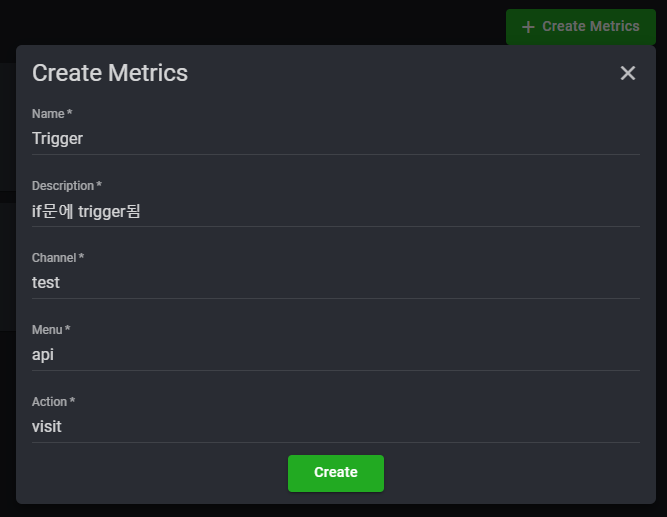 + Create Metrics
Create Metrics
Name *
Trigger
Description *
if문에 trigger됨
Channel *
test
Menu *
api
Action *
visit
Create